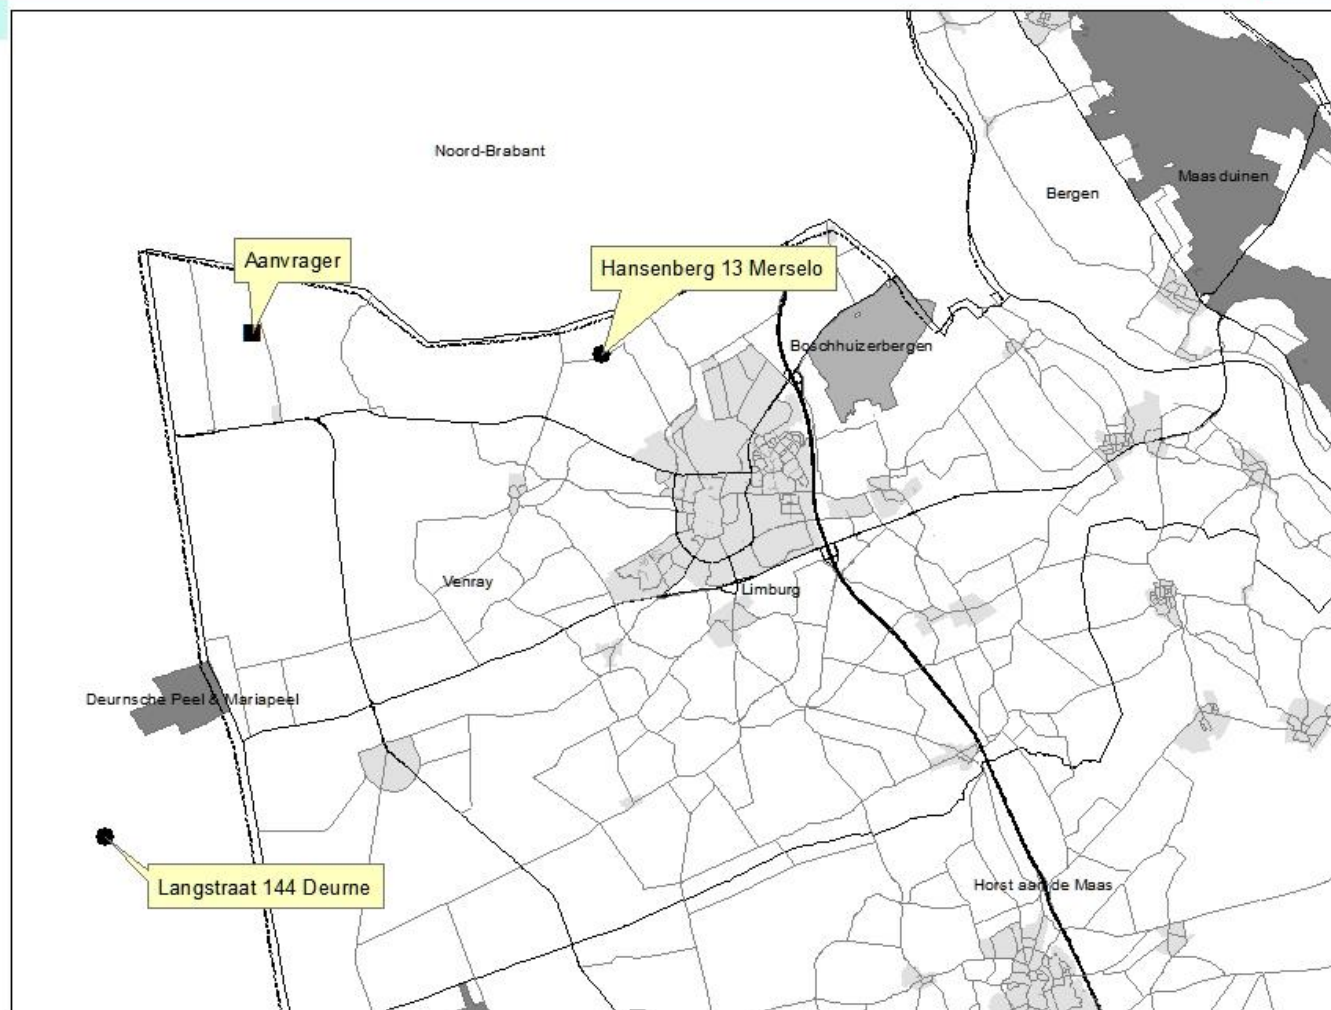 Noord-Brabant
Maasduinen
Bergen
Aanvrager
Hansenberg 13 Merselo
Boschhuizerbergen
Venray
Limburg
Deurnsche Peel & Mariapeel
Langstraat 144 Deurne
Horst aan de Maas